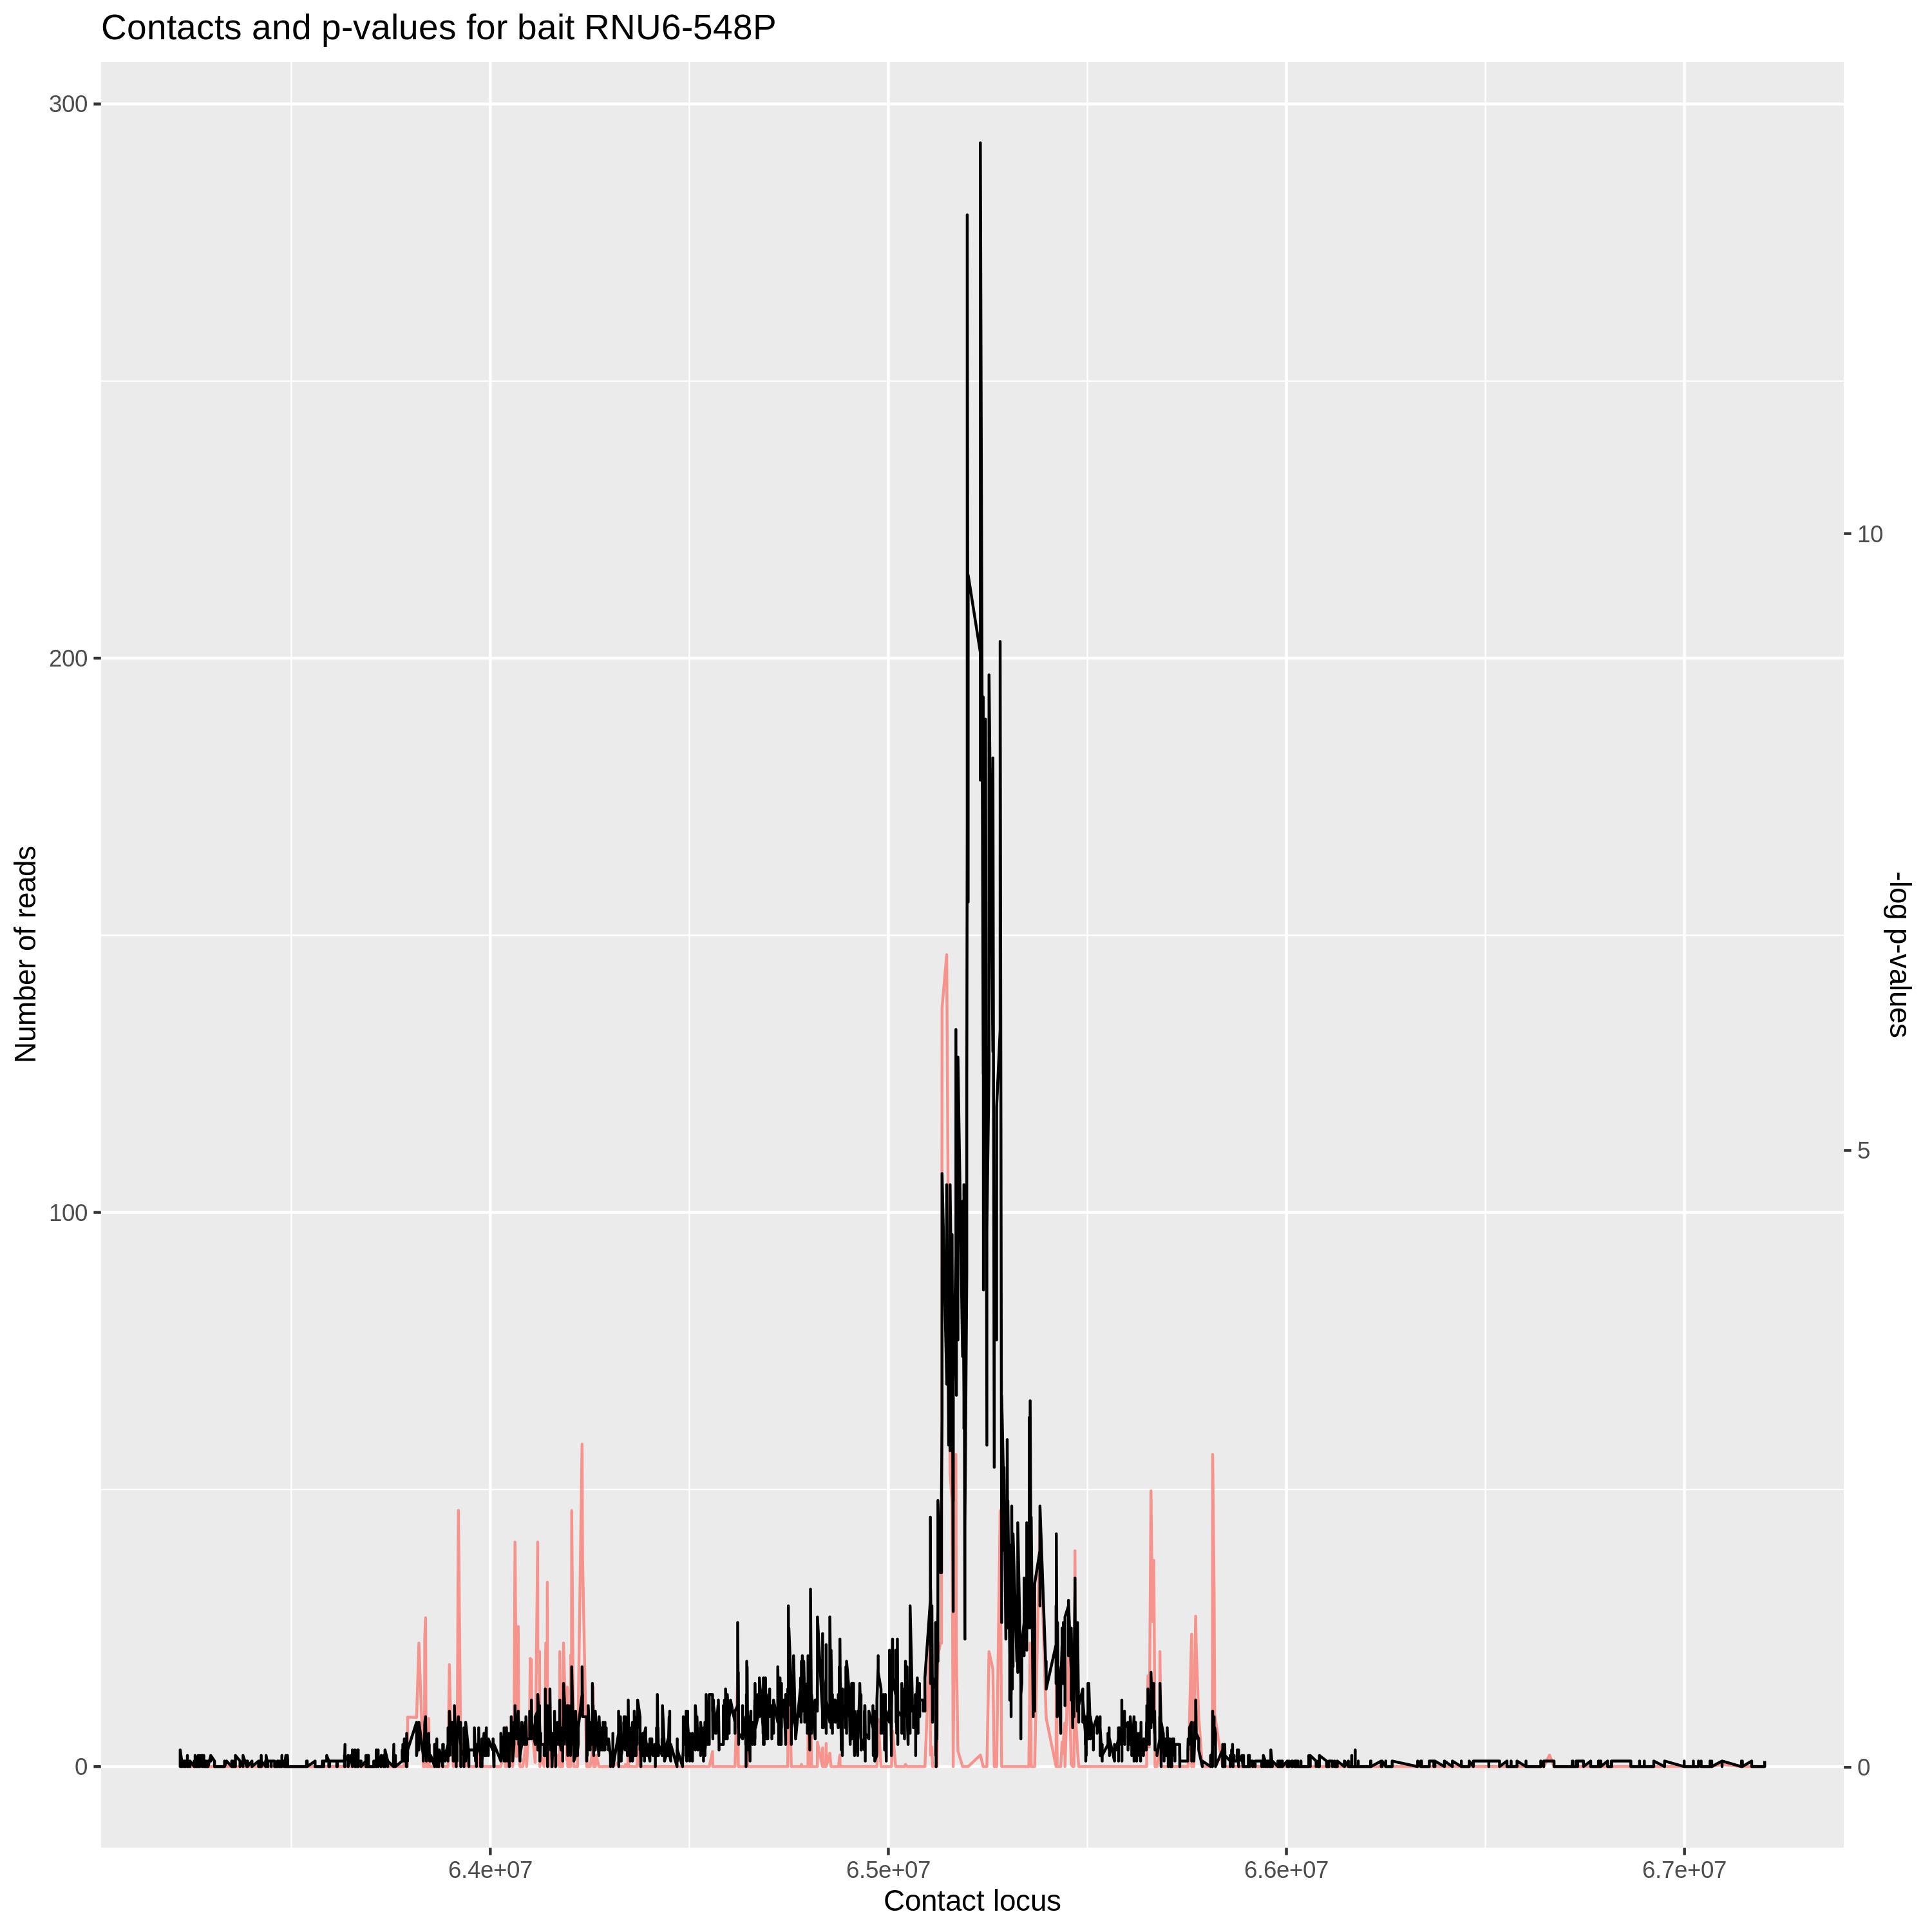 Contacts and p-values for bait RNU6-548P
300
200
100
0
Number of reads
10
5
0
-log p-values
6.4e+07 6.5e+07 6.6e+07 6.7e+07
Contact locus